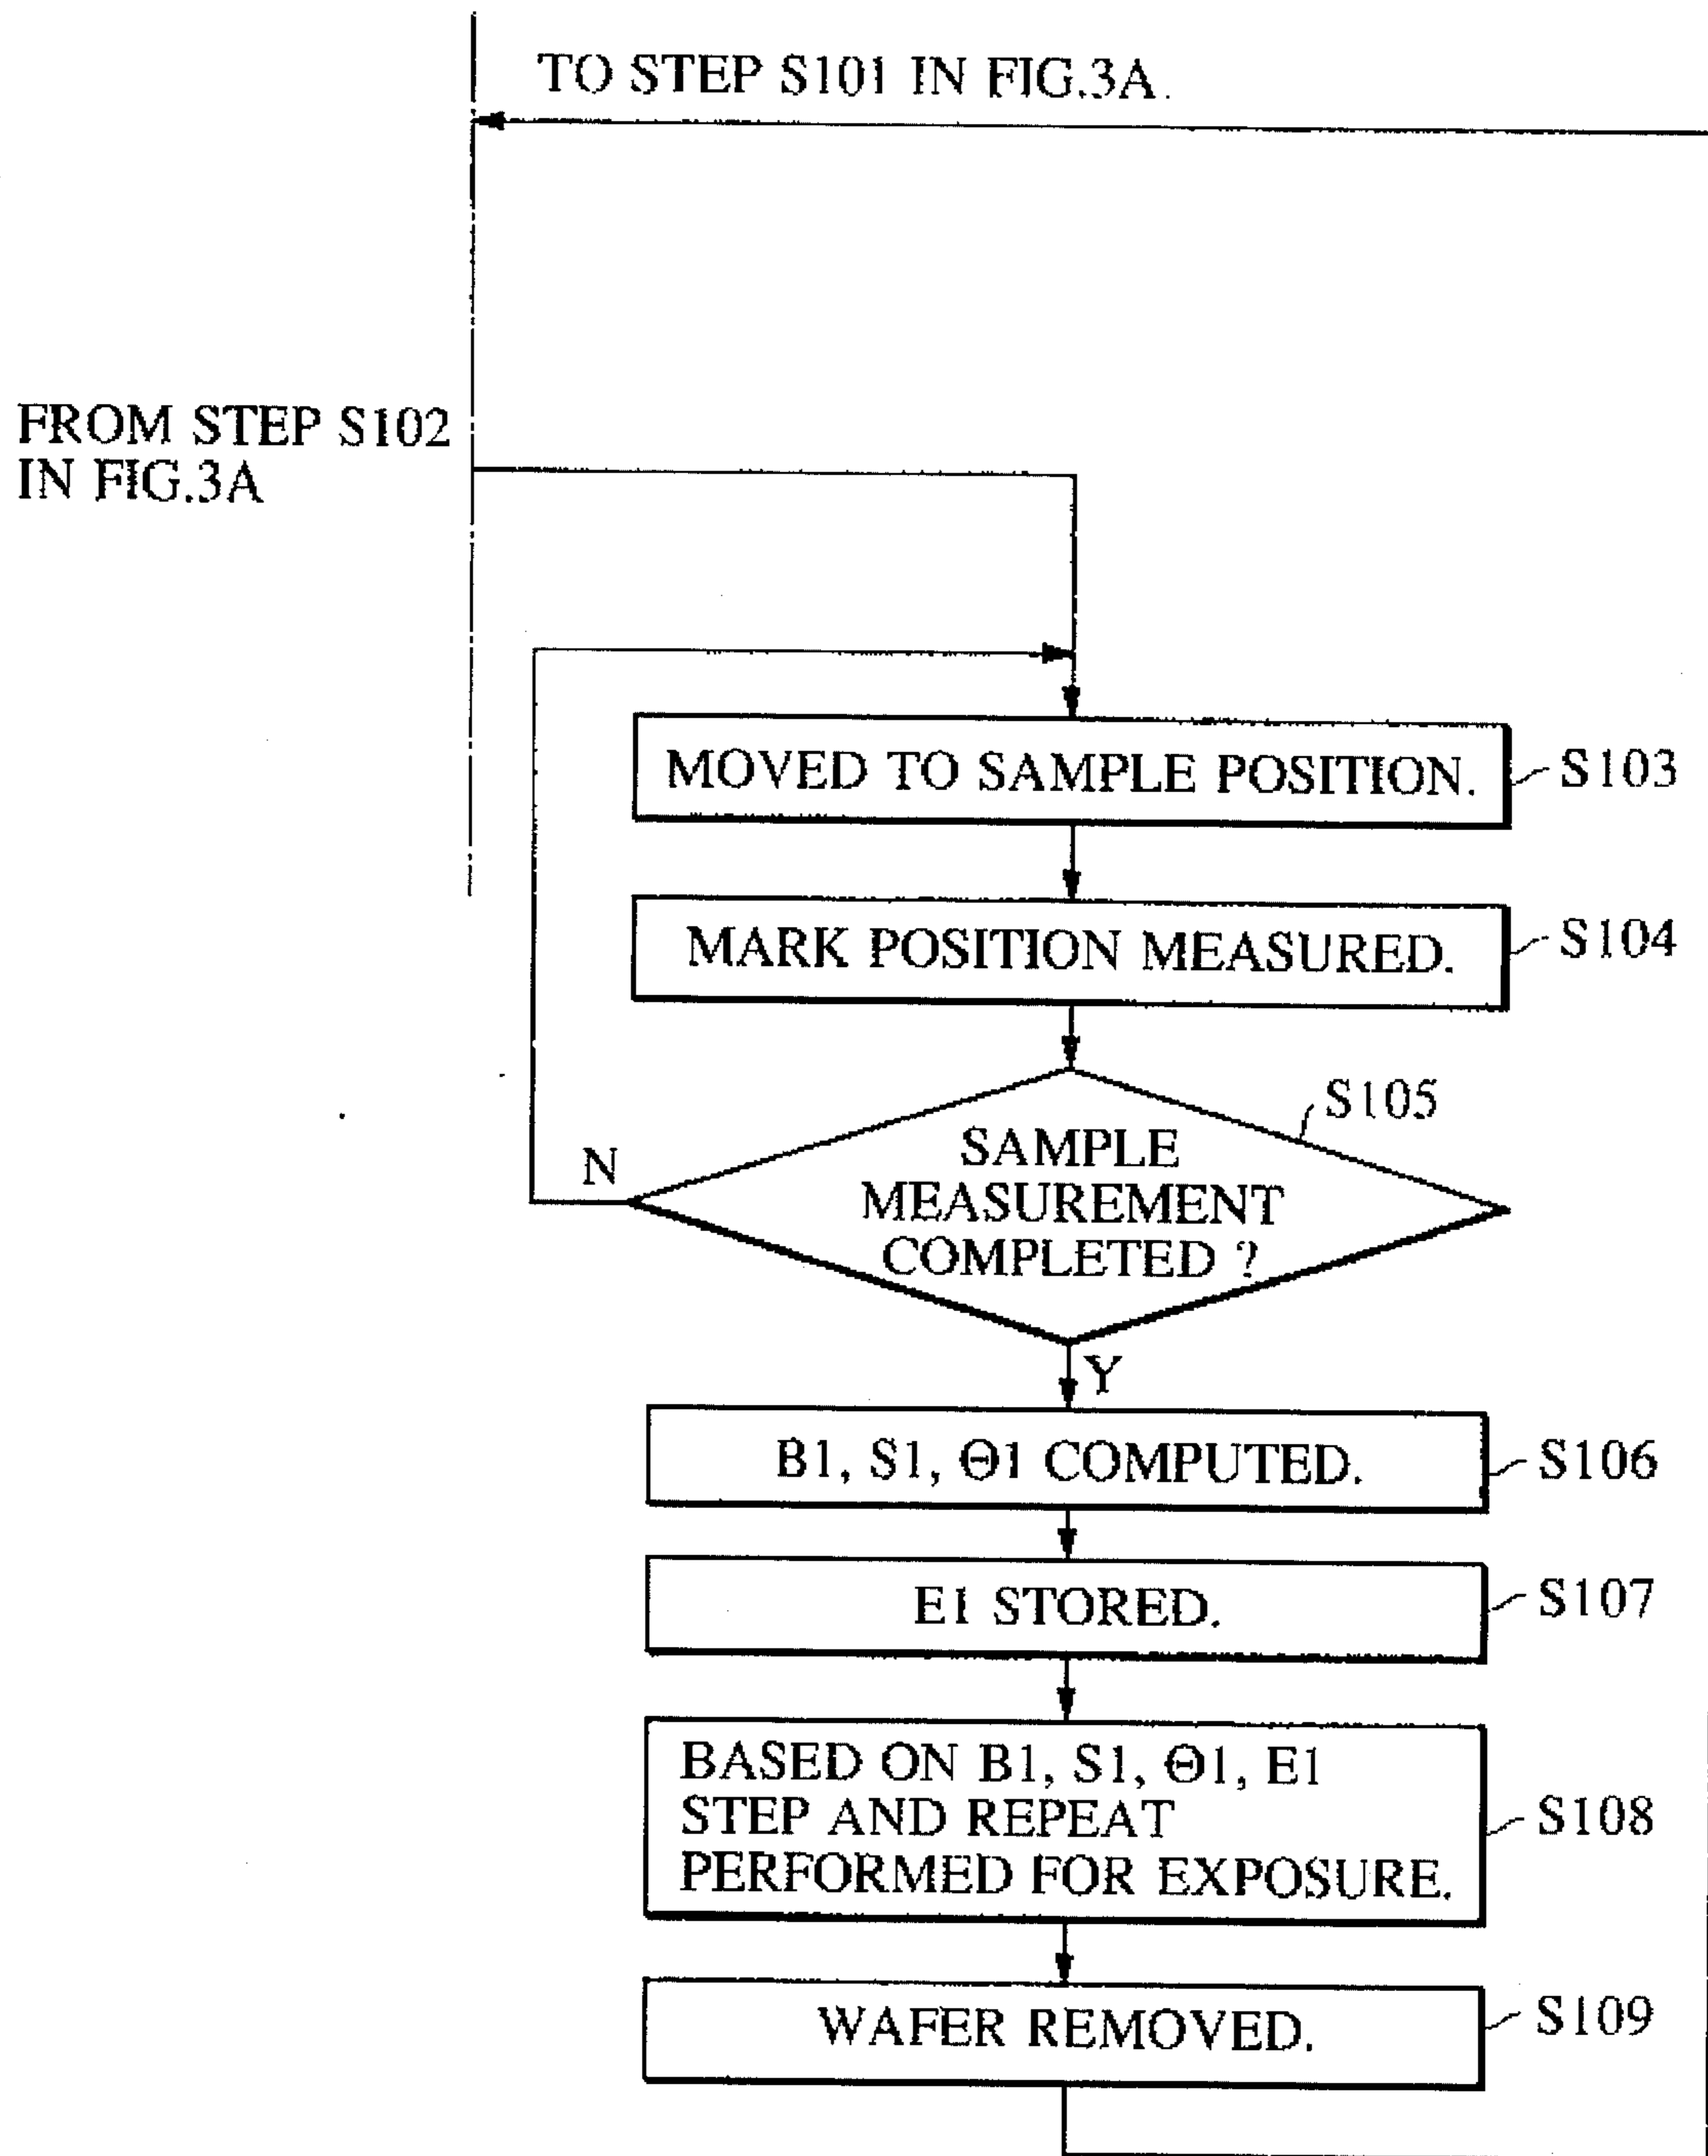 TO STEP S101 IN FIG.3A.
FROM STEP S102
IN FIG.3A
MOVED TO SAMPLE POSITION.
S103
MARK POSITION MEASURED.
S104
S105
SAMPLE
MEASUREMENT
COMPLETED ?
N
Y
B1, S1, Θ1 COMPUTED.
S106
E1 STORED.
S107
BASED ON B1, S1, Θ1, E1
STEP AND REPEAT
PERFORMED FOR EXPOSURE.
S108
WAFER REMOVED.
S109